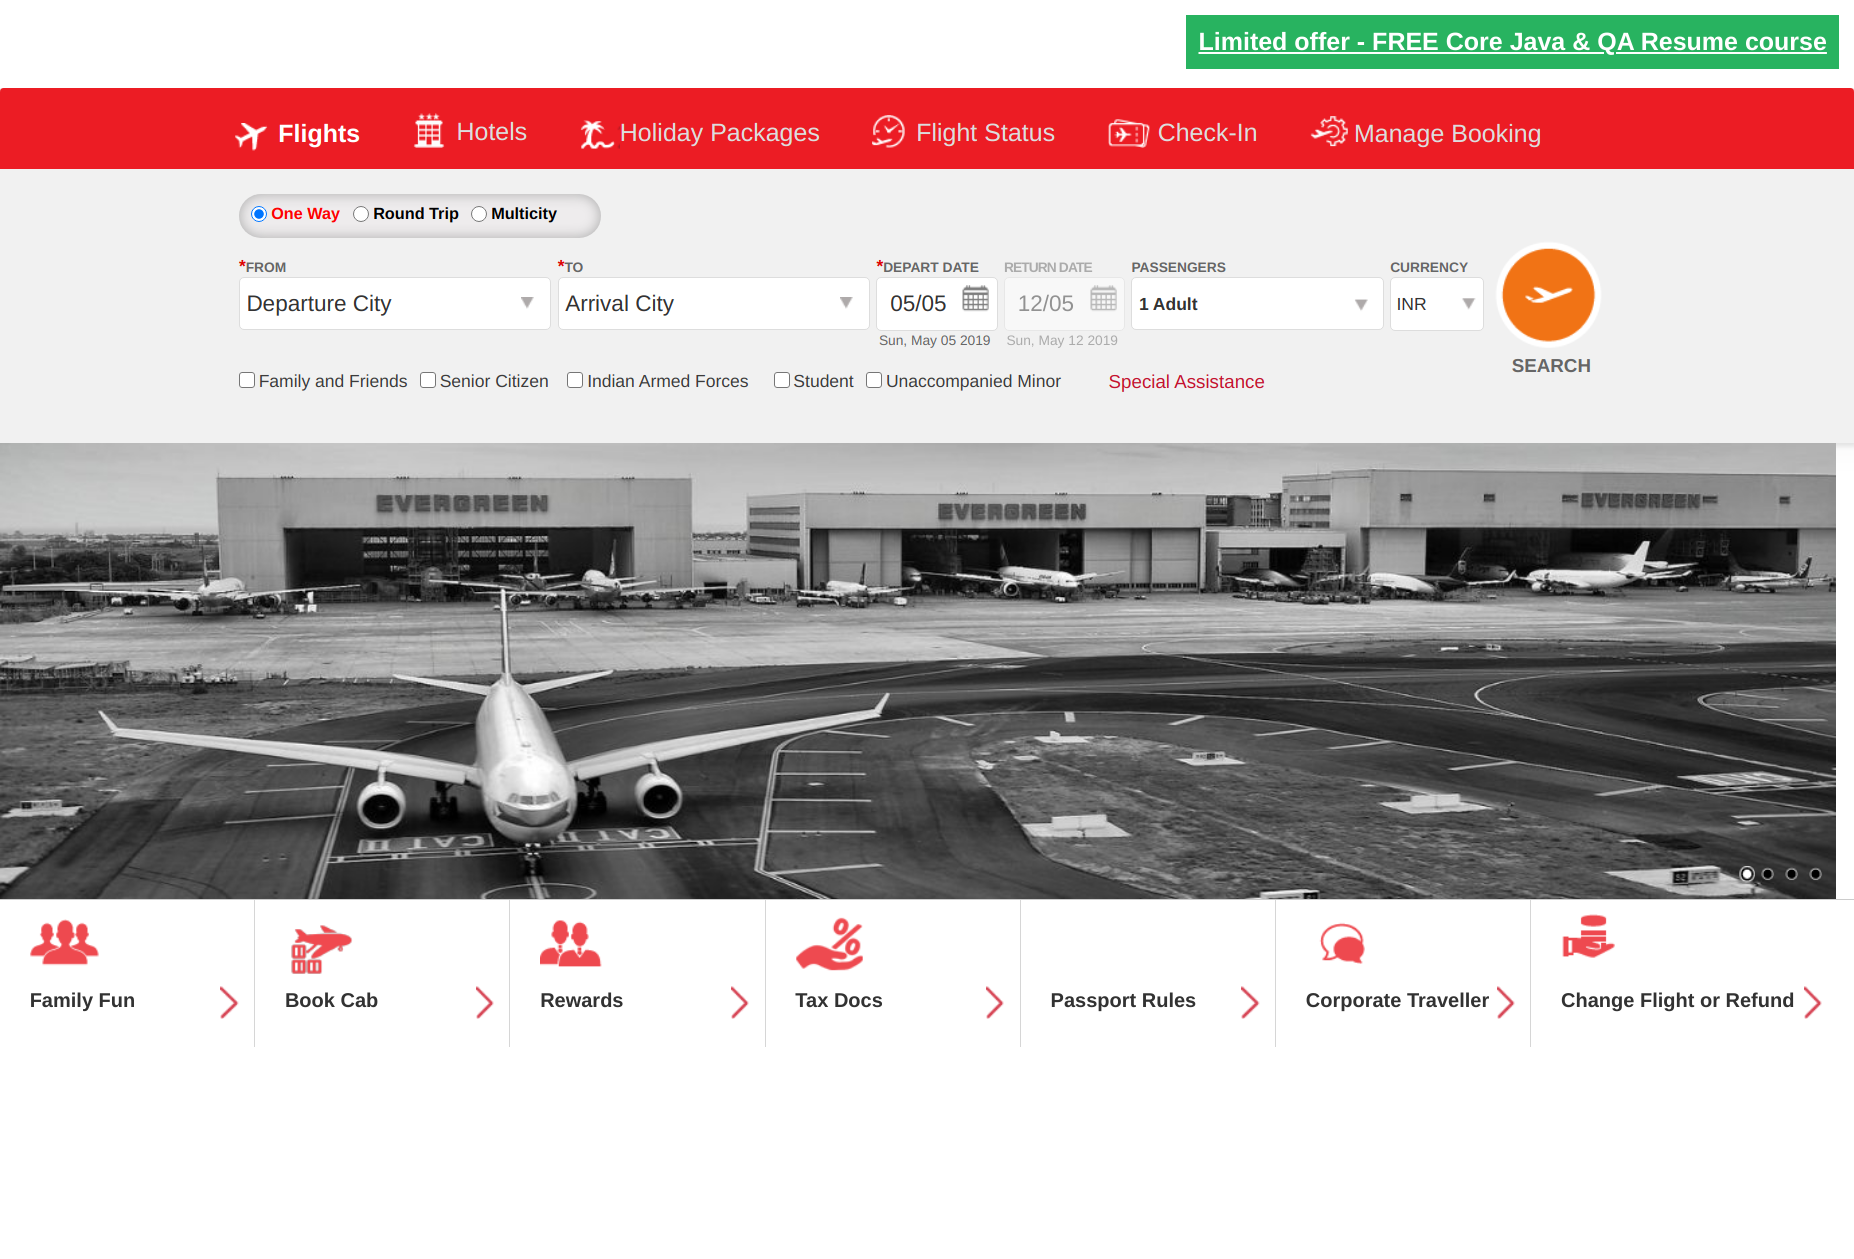 Limited offer - FREE Core Java & QA Resume course
Flights Hotels Holiday Packages Flight Status Check-In Manage Booking
One Way Round Trip Multicity
*FROM *TO *DEPART DATE RETURN DATE PASSENGERS CURRENCY
Departure City Arrival City 05/05 12/05 1 Adult INR
Sun, May 05 2019 Sun, May 12 2019
SEARCH
Family and Friends Senior Citizen Indian Armed Forces Student Unaccompanied Minor Special Assistance
EVERGREEN EVERGREEN EVERGREEN
CAT II CAT II
Family Fun Book Cab Rewards Tax Docs Passport Rules Corporate Traveller Change Flight or Refund